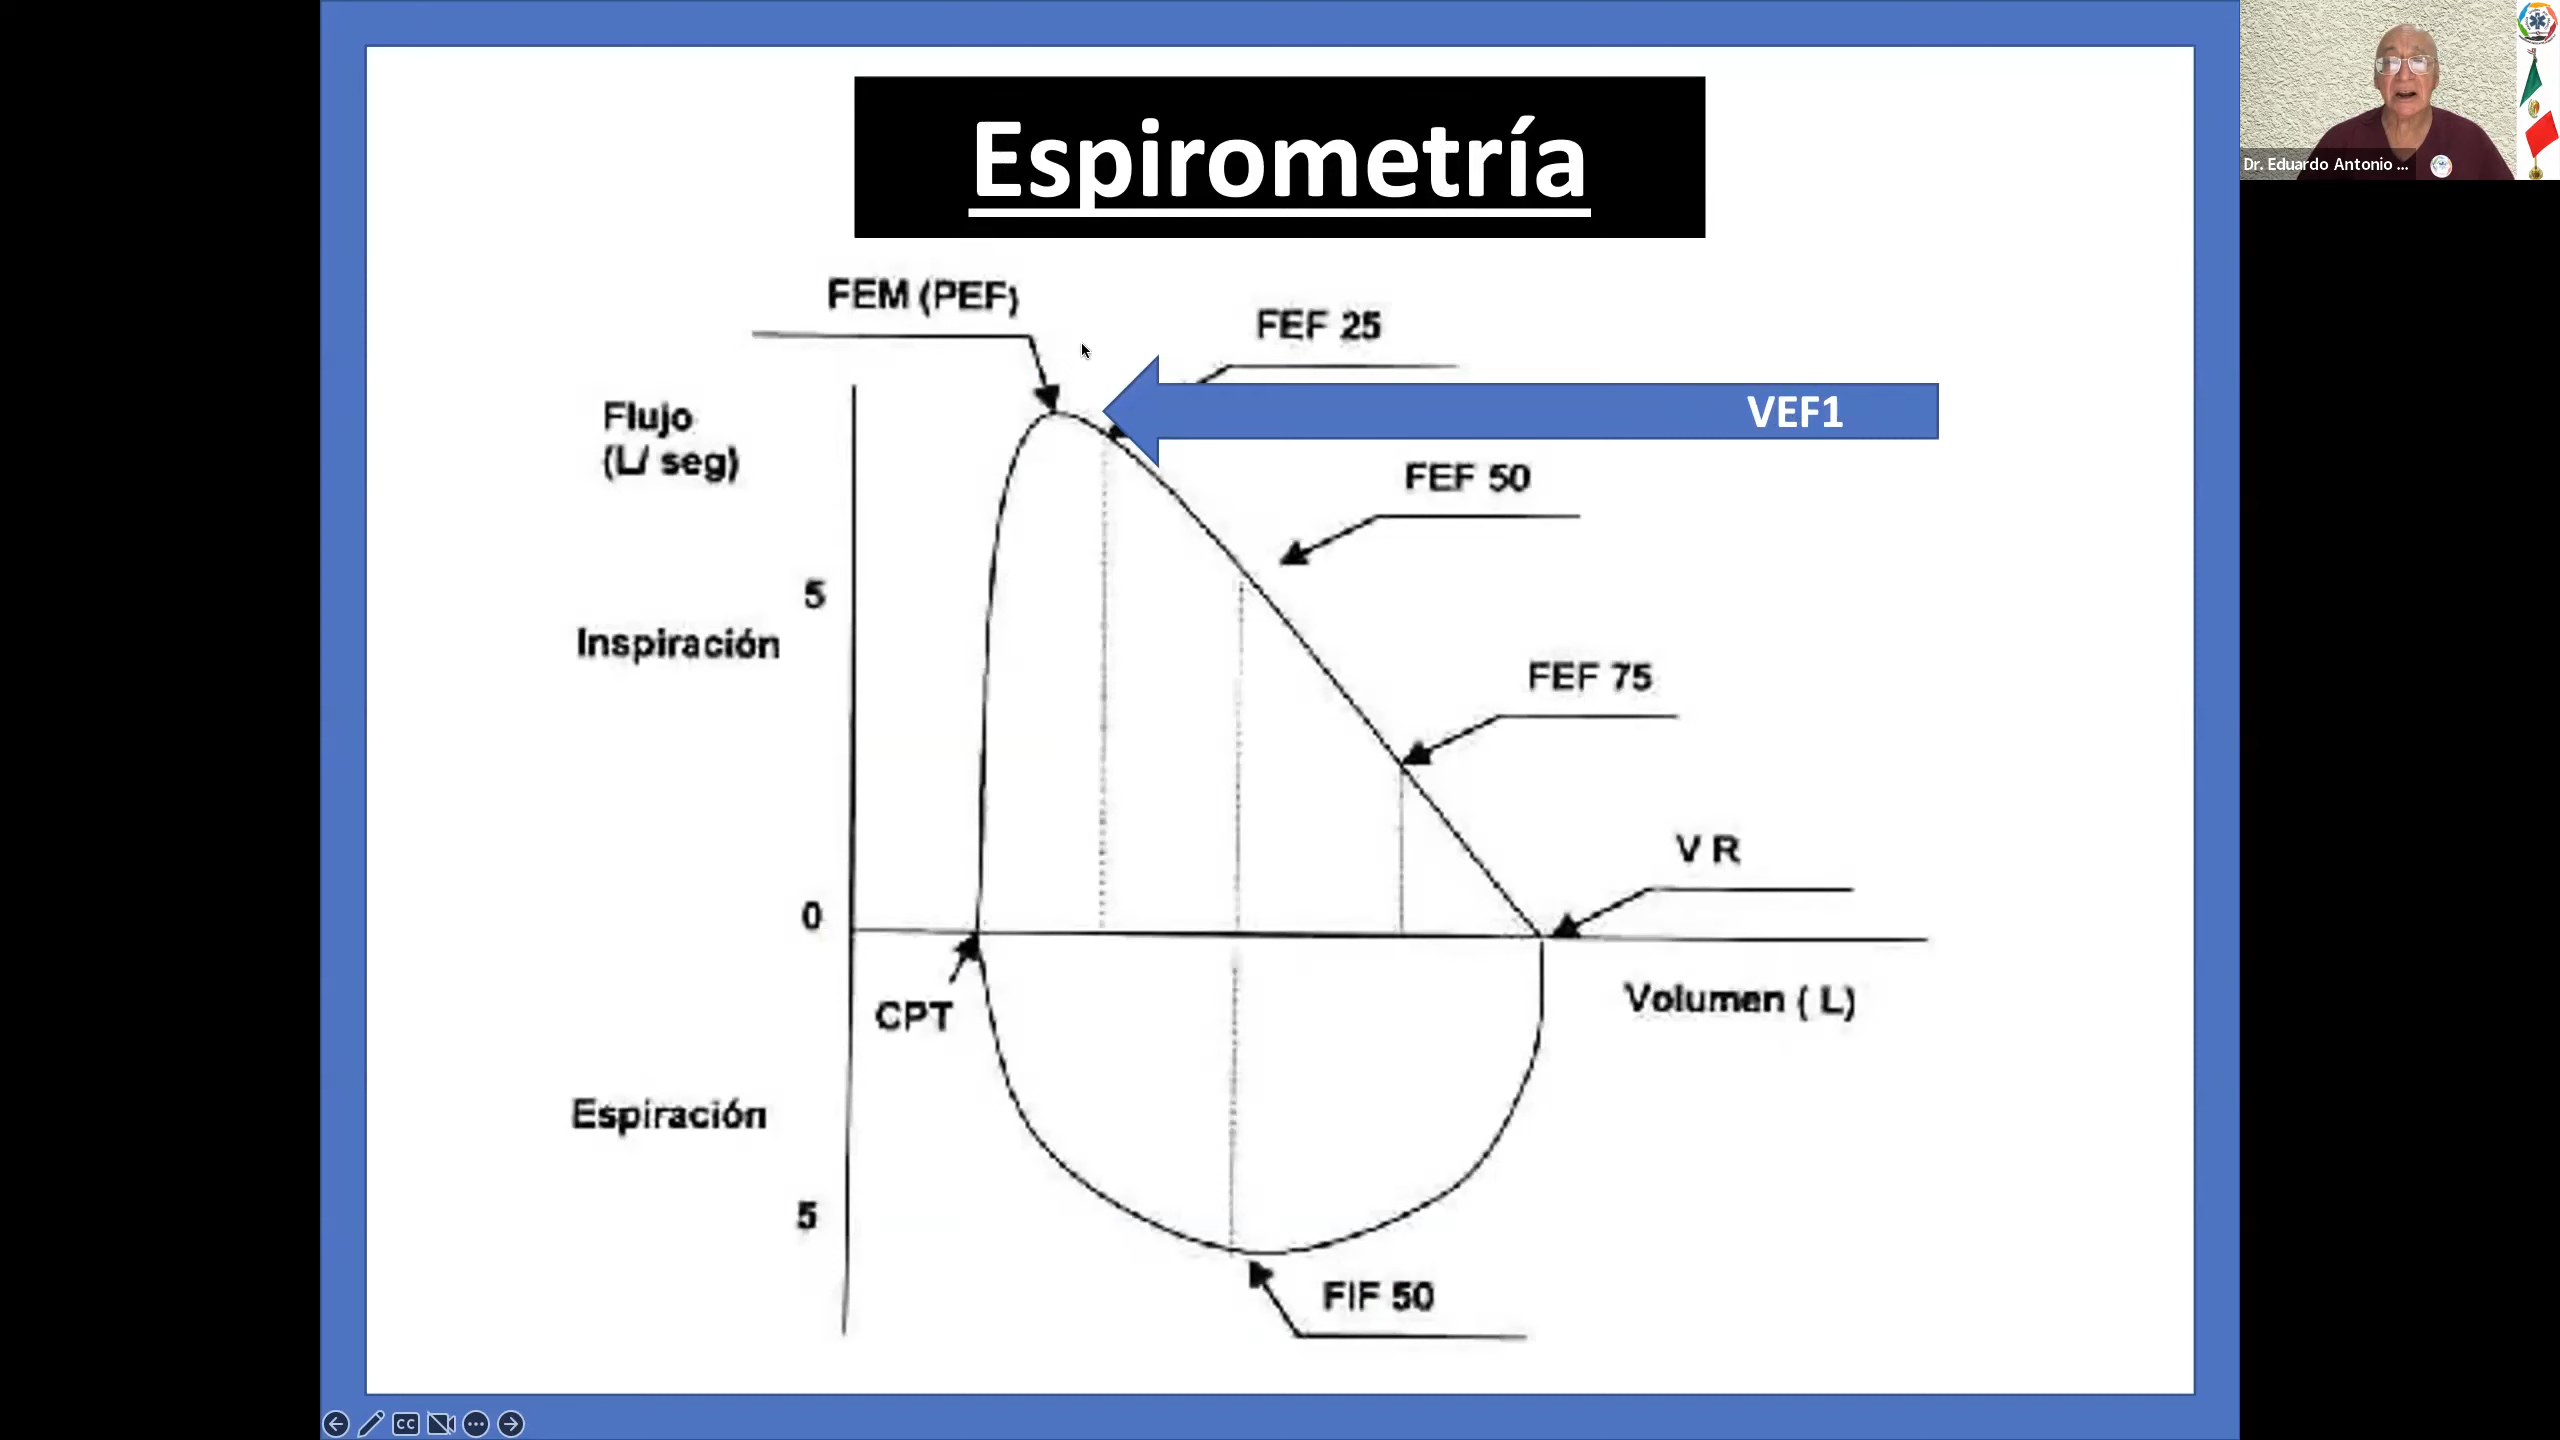 Espirometría
FEM (PEF)
FEF 25
Flujo
(L/ seg)
VEF1
FEF 50
5
Inspiración
FEF 75
V R
0
CPT
Volumen ( L)
Espiración
5
FIF 50
CC
Dr. Eduardo Antonio ...